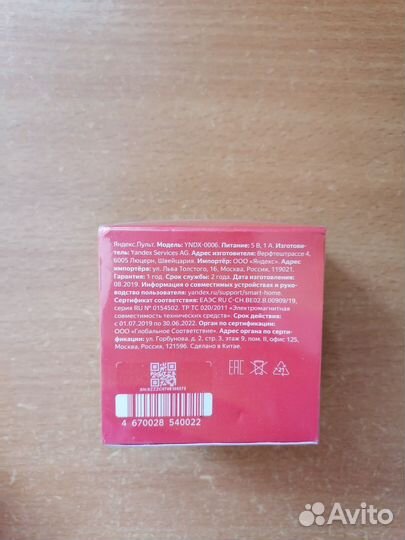 Яндекс.Пульт. Модель: YNDX-0006. Питание: 5 В, 1 А. Изготови-
тель: Yandex Services AG. Адрес изготовителя: Верфтештрассе 4,
6005 Люцерн, Швейцария. Импортёр: ООО «Яндекс». Адрес
импортёра: ул. Льва Толстого, 16, Москва, Россия, 119021.
Гарантия: 1 год. Срок службы: 2 года. Дата изготовления:
08.2019. Информация о совместимых устройствах и руко-
водство пользователя: yandex.ru/support/smart-home.
Сертификат соответствия: ЕАЭС RU С-CH.BE02.B.00909/19,
серия RU № 0154502. ТР ТС 020/2011 «Электромагнитная
совместимость технических средств». Срок действия:
с 01.07.2019 по 30.06.2022. Орган по сертификации:
ООО «Глобальное Соответствие». Адрес органа по серти-
фикации: ул. Горбунова, д. 2, стр. 3, этаж 9, пом. II, офис 125,
Москва, Россия, 121596. Сделано в Китае.
EAC
21
4 670028 540022
Avito